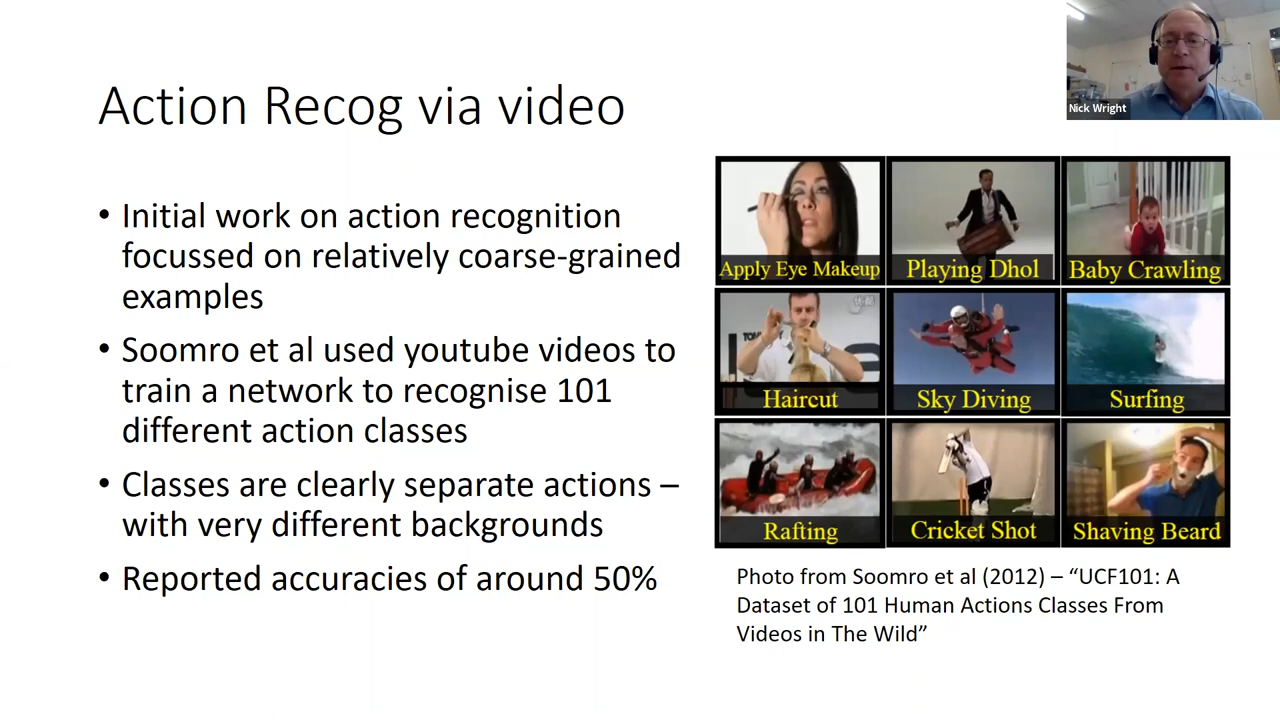 Nick Wright
Action Recog via video
• Initial work on action recognition
focussed on relatively coarse-grained
examples
• Soomro et al used youtube videos to
train a network to recognise 101
different action classes
• Classes are clearly separate actions –
with very different backgrounds
• Reported accuracies of around 50%
Apply Eye Makeup
Playing Dhol
Baby Crawling
Haircut
Sky Diving
Surfing
Rafting
Cricket Shot
Shaving Beard
Photo from Soomro et al (2012) – “UCF101: A
Dataset of 101 Human Actions Classes From
Videos in The Wild”